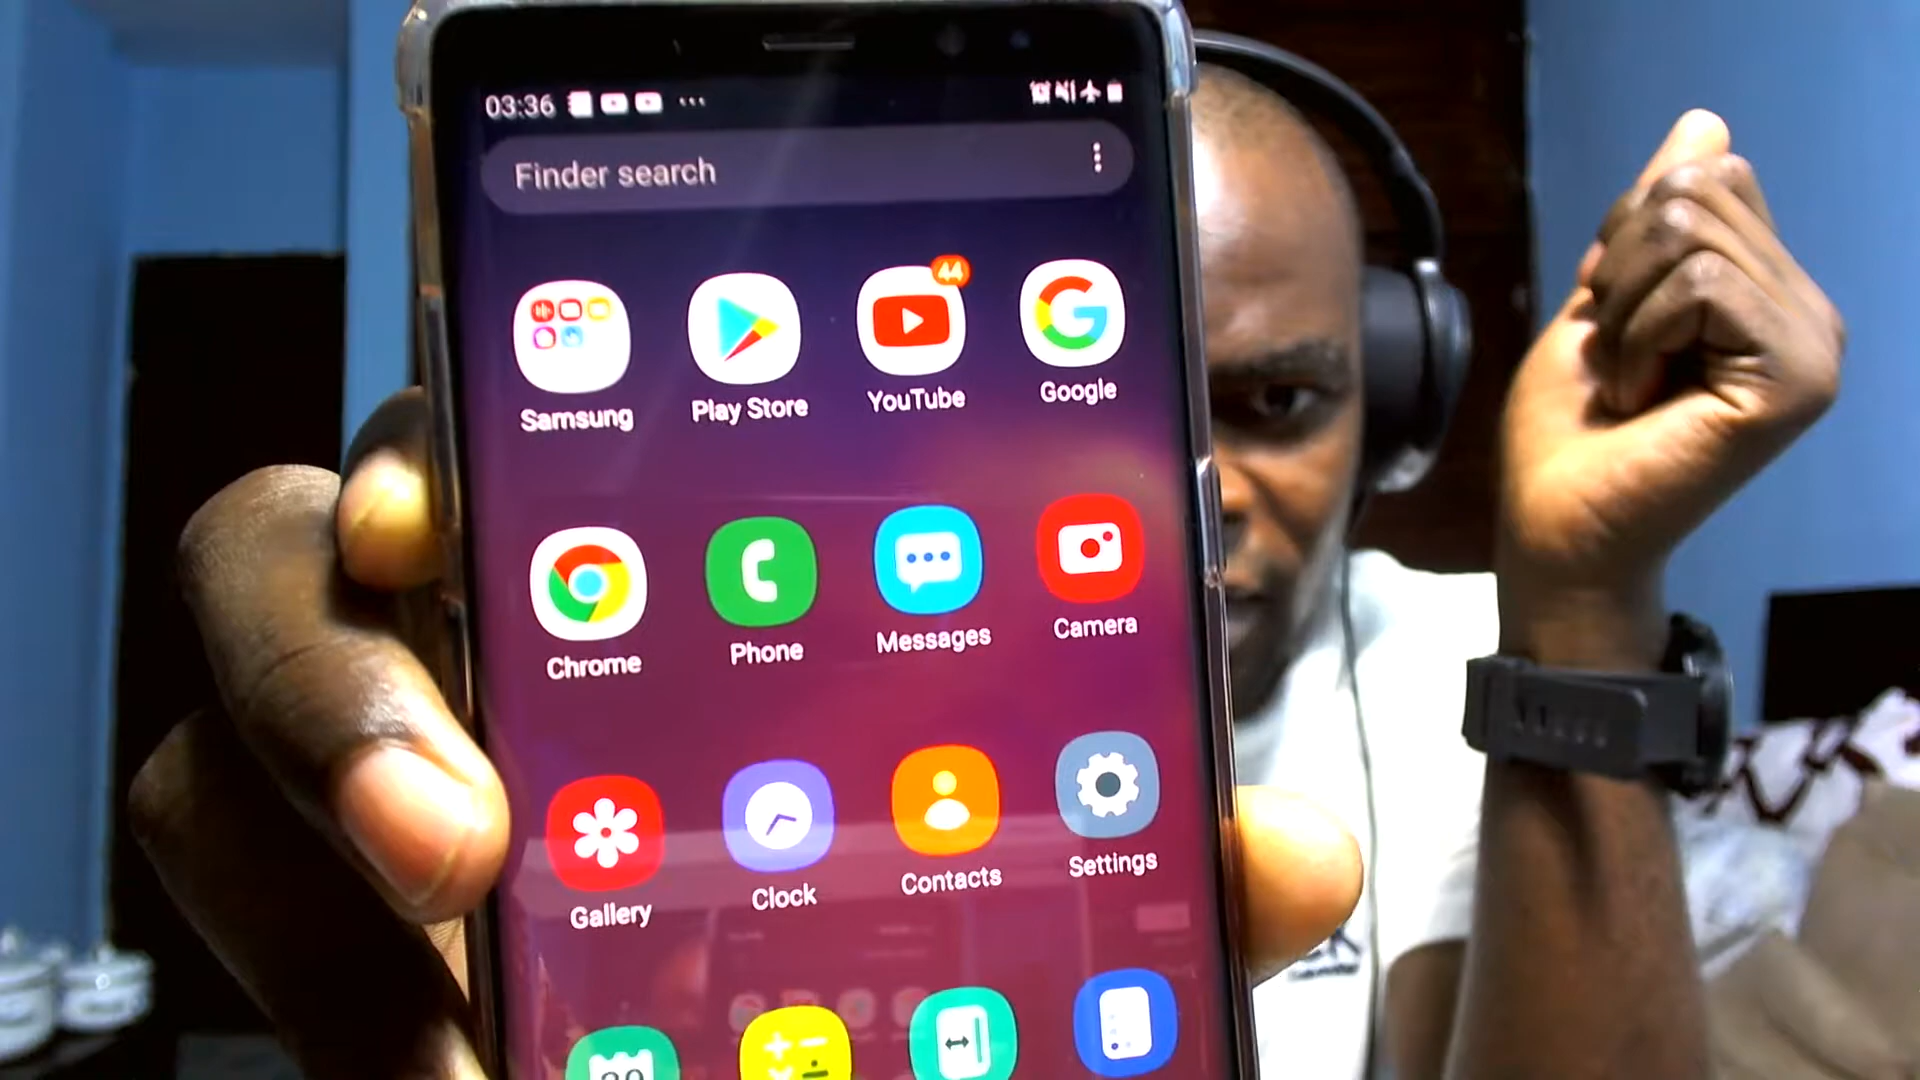 03:36
Finder search
44
Samsung
Play Store
YouTube
Google
Chrome
Phone
Messages
Camera
Gallery
Clock
Contacts
Settings